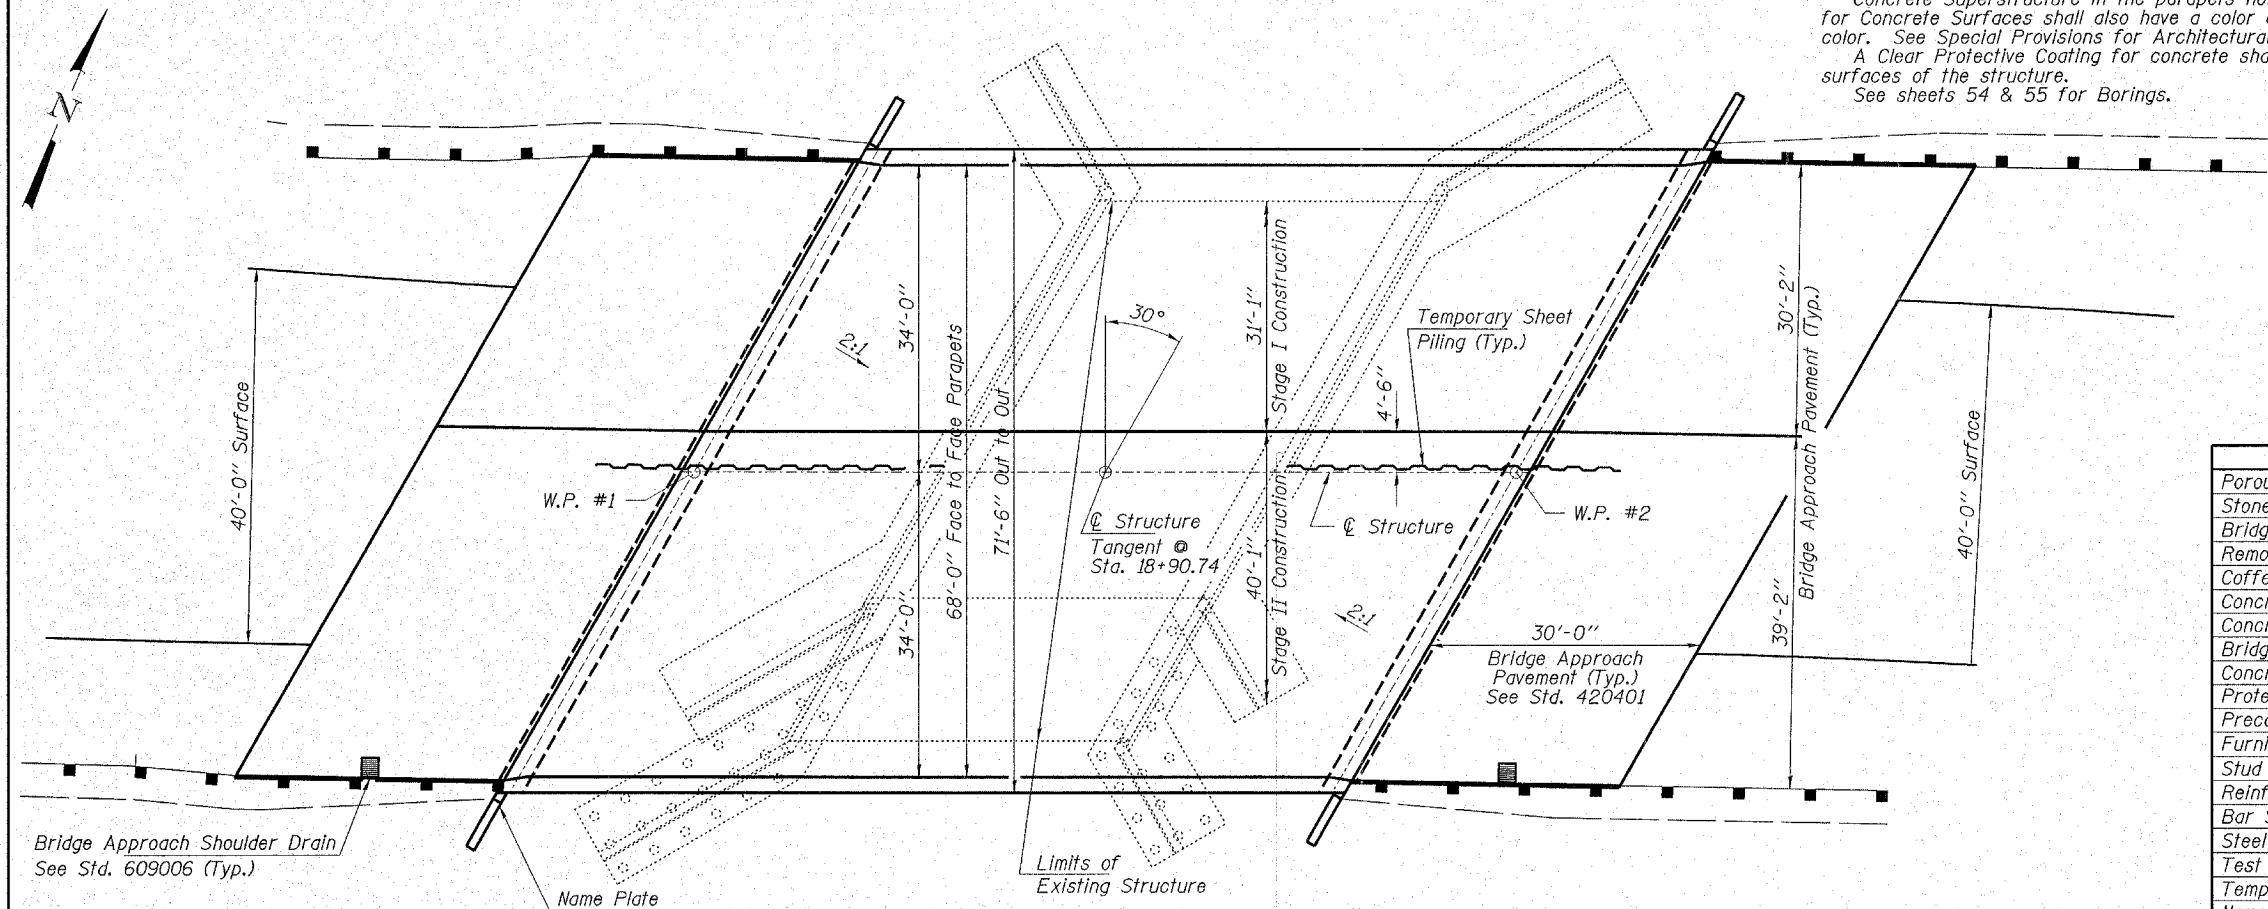 Concrete Superstructure in the parapets
for Concrete Surfaces shall also have a color
color. See Special Provisions for Architectural
A Clear Protective Coating for concrete
surfaces of the structure.
See sheets 54 & 55 for Borings.
N
40'-0" Surface
2:1
34'-0"
34'-0"
68'-0" Face to Face Parapets
71'-6" Out to Out
30°
31'-1"
Stage I Construction
4'-6"
40'-1"
Stage II Construction
Temporary Sheet
Piling (Typ.)
30'-2"
39'-2"
Bridge Approach Pavement (Typ.)
40'-0" Surface
W.P. #1
℄ Structure
Tangent @
Sta. 18+90.74
℄ Structure
W.P. #2
2:1
30'-0"
Bridge Approach
Pavement (Typ.)
See Std. 420401
Bridge Approach Shoulder Drain
See Std. 609006 (Typ.)
Name Plate
Limits of
Existing Structure
Porou
Stone
Bridg
Remo
Coffe
Concr
Concr
Bridg
Concr
Prote
Preca
Furni
Stud
Reinf
Bar
Steel
Test
Temp